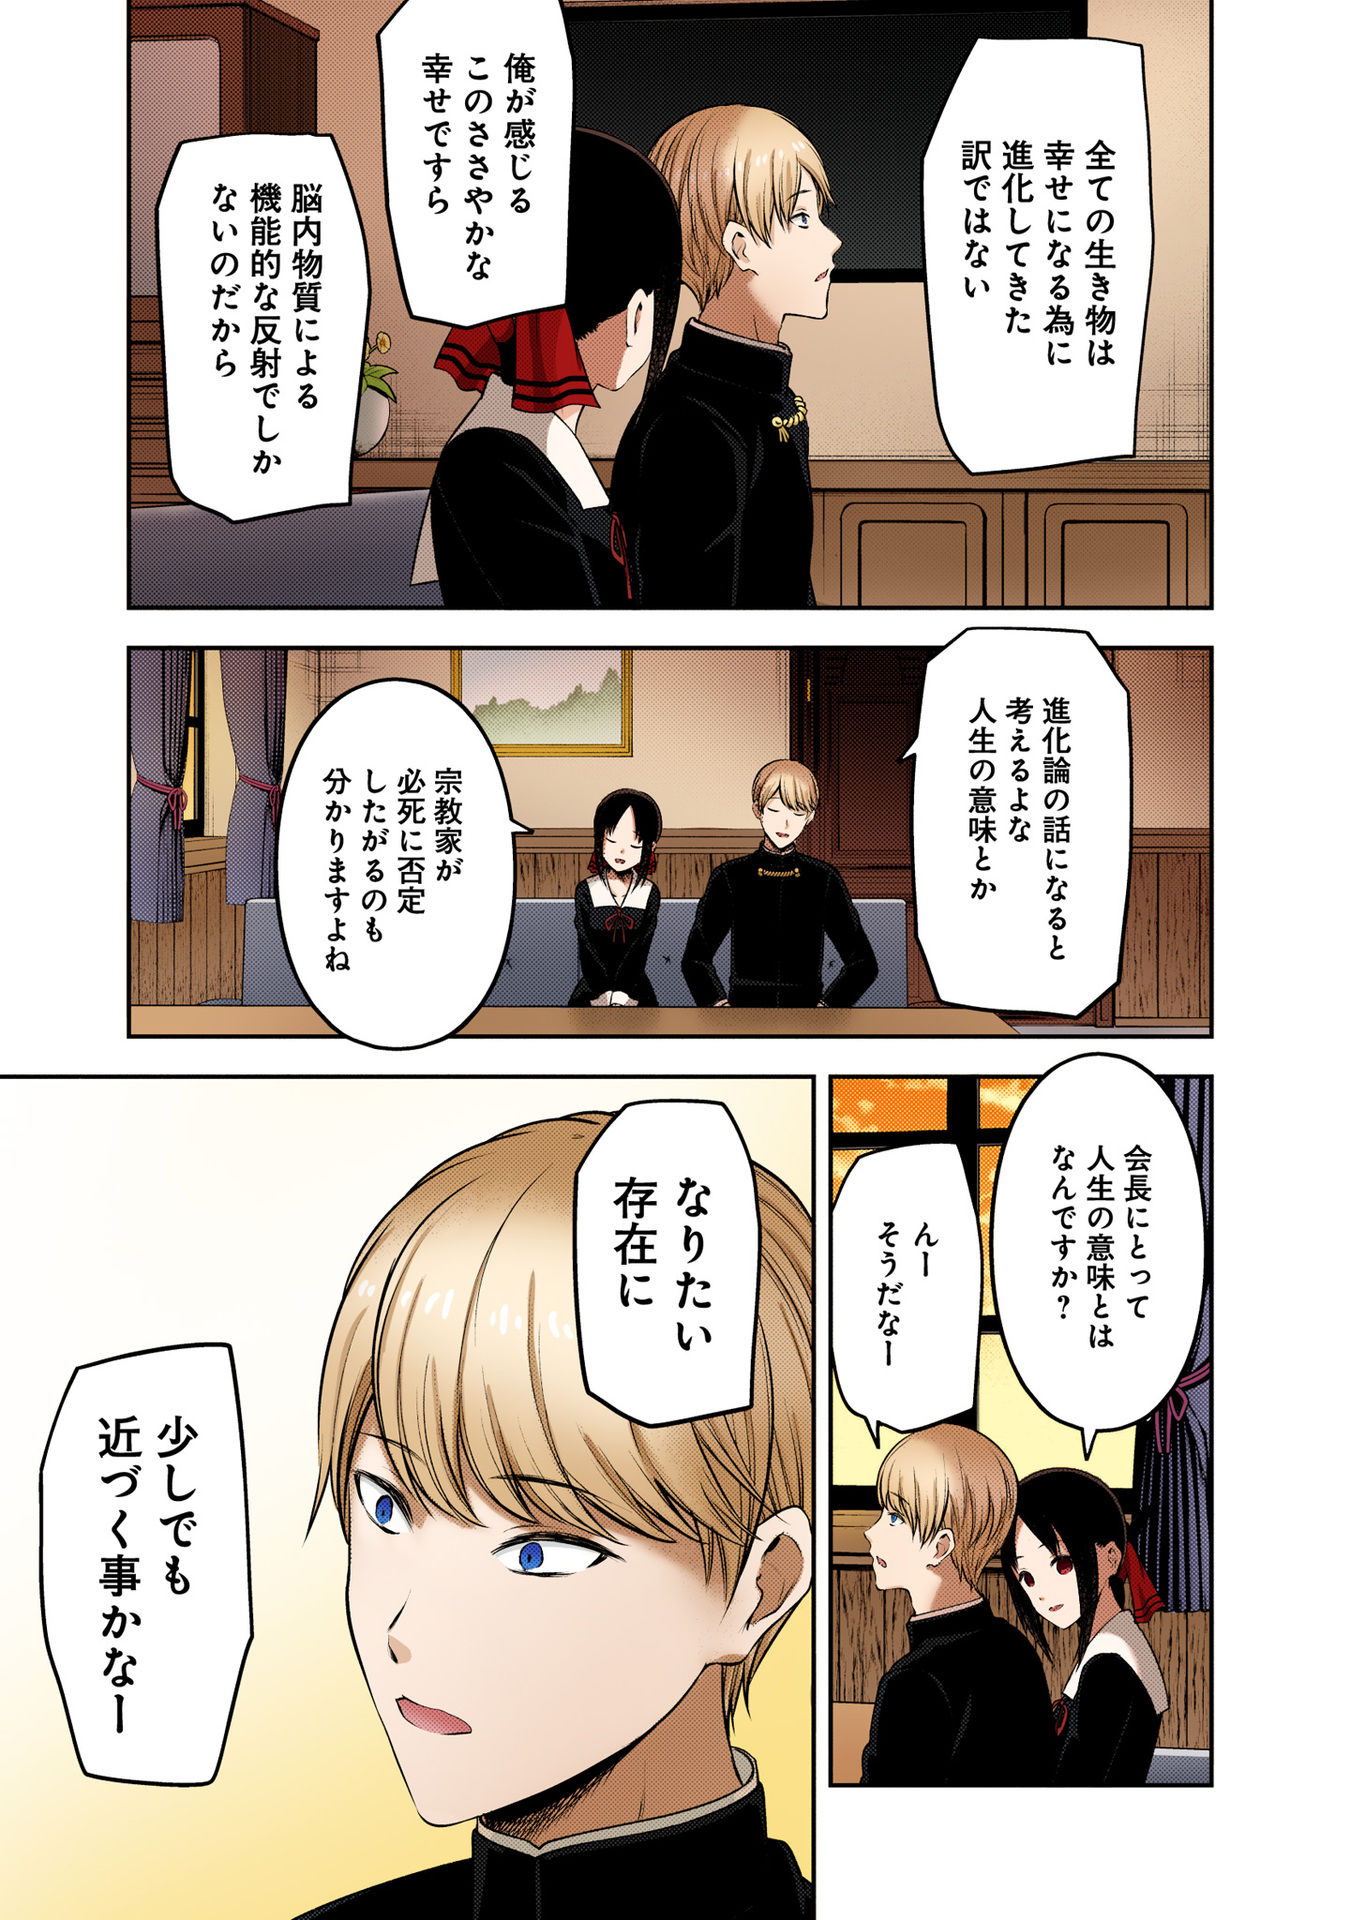 全ての生き物は
幸せになる為に
進化してきた
訳ではない
俺が感じる
このささやかな
幸せですら
脳内物質による
機能的な反射でしか
ないのだから
進化論の話になると
考えるよな
人生の意味とか
宗教家が
必死に否定
したがるのも
分かりますよね
会長にとって
人生の意味とは
なんですか?
んー
そうだなー
なりたい
存在に
少しでも
近づく事かなー